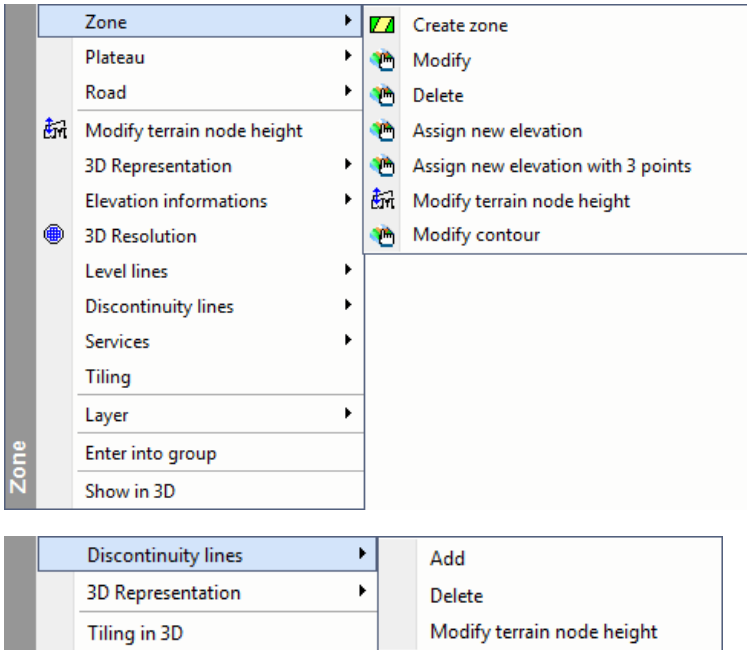 Zone
Plateau
Road
Modify terrain node height
3D Representation
Elevation informations
3D Resolution
Level lines
Discontinuity lines
Services
Tiling
Layer
Enter into group
Show in 3D
Zone
Create zone
Modify
Delete
Assign new elevation
Assign new elevation with 3 points
Modify terrain node height
Modify contour
Discontinuity lines
3D Representation
Tiling in 3D
Add
Delete
Modify terrain node height